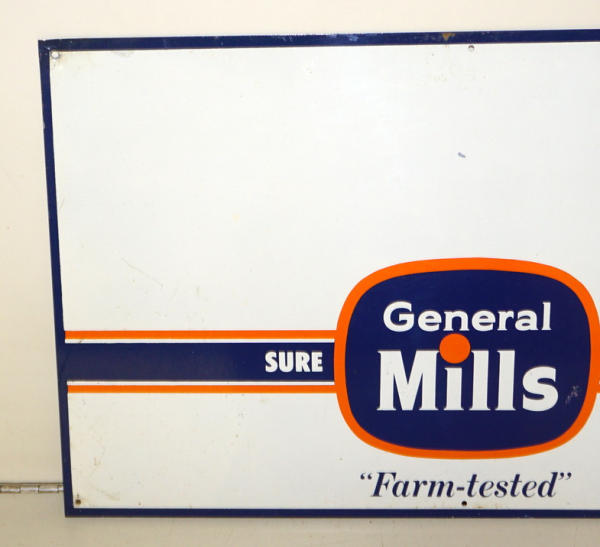 General
SURE Mills
“Farm-tested”